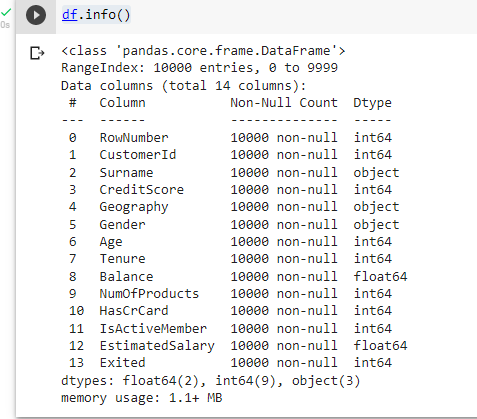 df.info()
0s
<class 'pandas.core.frame.DataFrame'>
RangeIndex: 10000 entries, 0 to 9999
Data columns (total 14 columns):
 #   Column           Non-Null Count  Dtype
---  ------           --------------  -----
 0   RowNumber        10000 non-null  int64
 1   CustomerId       10000 non-null  int64
 2   Surname          10000 non-null  object
 3   CreditScore      10000 non-null  int64
 4   Geography        10000 non-null  object
 5   Gender           10000 non-null  object
 6   Age              10000 non-null  int64
 7   Tenure           10000 non-null  int64
 8   Balance          10000 non-null  float64
 9   NumOfProducts    10000 non-null  int64
 10  HasCrCard        10000 non-null  int64
 11  IsActiveMember   10000 non-null  int64
 12  EstimatedSalary  10000 non-null  float64
 13  Exited           10000 non-null  int64
dtypes: float64(2), int64(9), object(3)
memory usage: 1.1+ MB